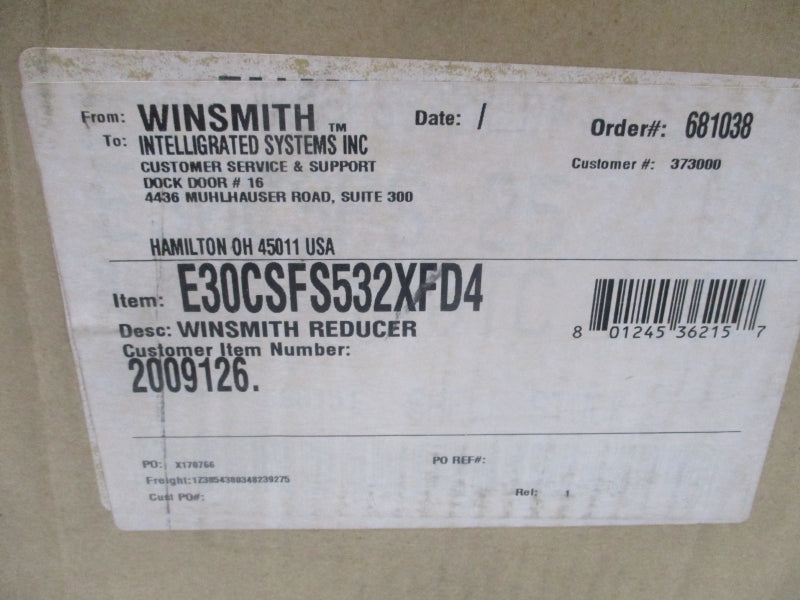 From: WINSMITH ™ Date: / Order#: 681038
To: INTELLIGRATED SYSTEMS INC
CUSTOMER SERVICE & SUPPORT Customer #: 373000
DOCK DOOR # 16
4436 MUHLHAUSER ROAD, SUITE 300
HAMILTON OH 45011 USA
Item: E30CSFS532XFD4
Desc: WINSMITH REDUCER
8 01245 36215 7
Customer Item Number:
2009126.
PO: X170766 PO REF#:
Freight:1Z3854380348239275
Cust PO#: Rel: 1